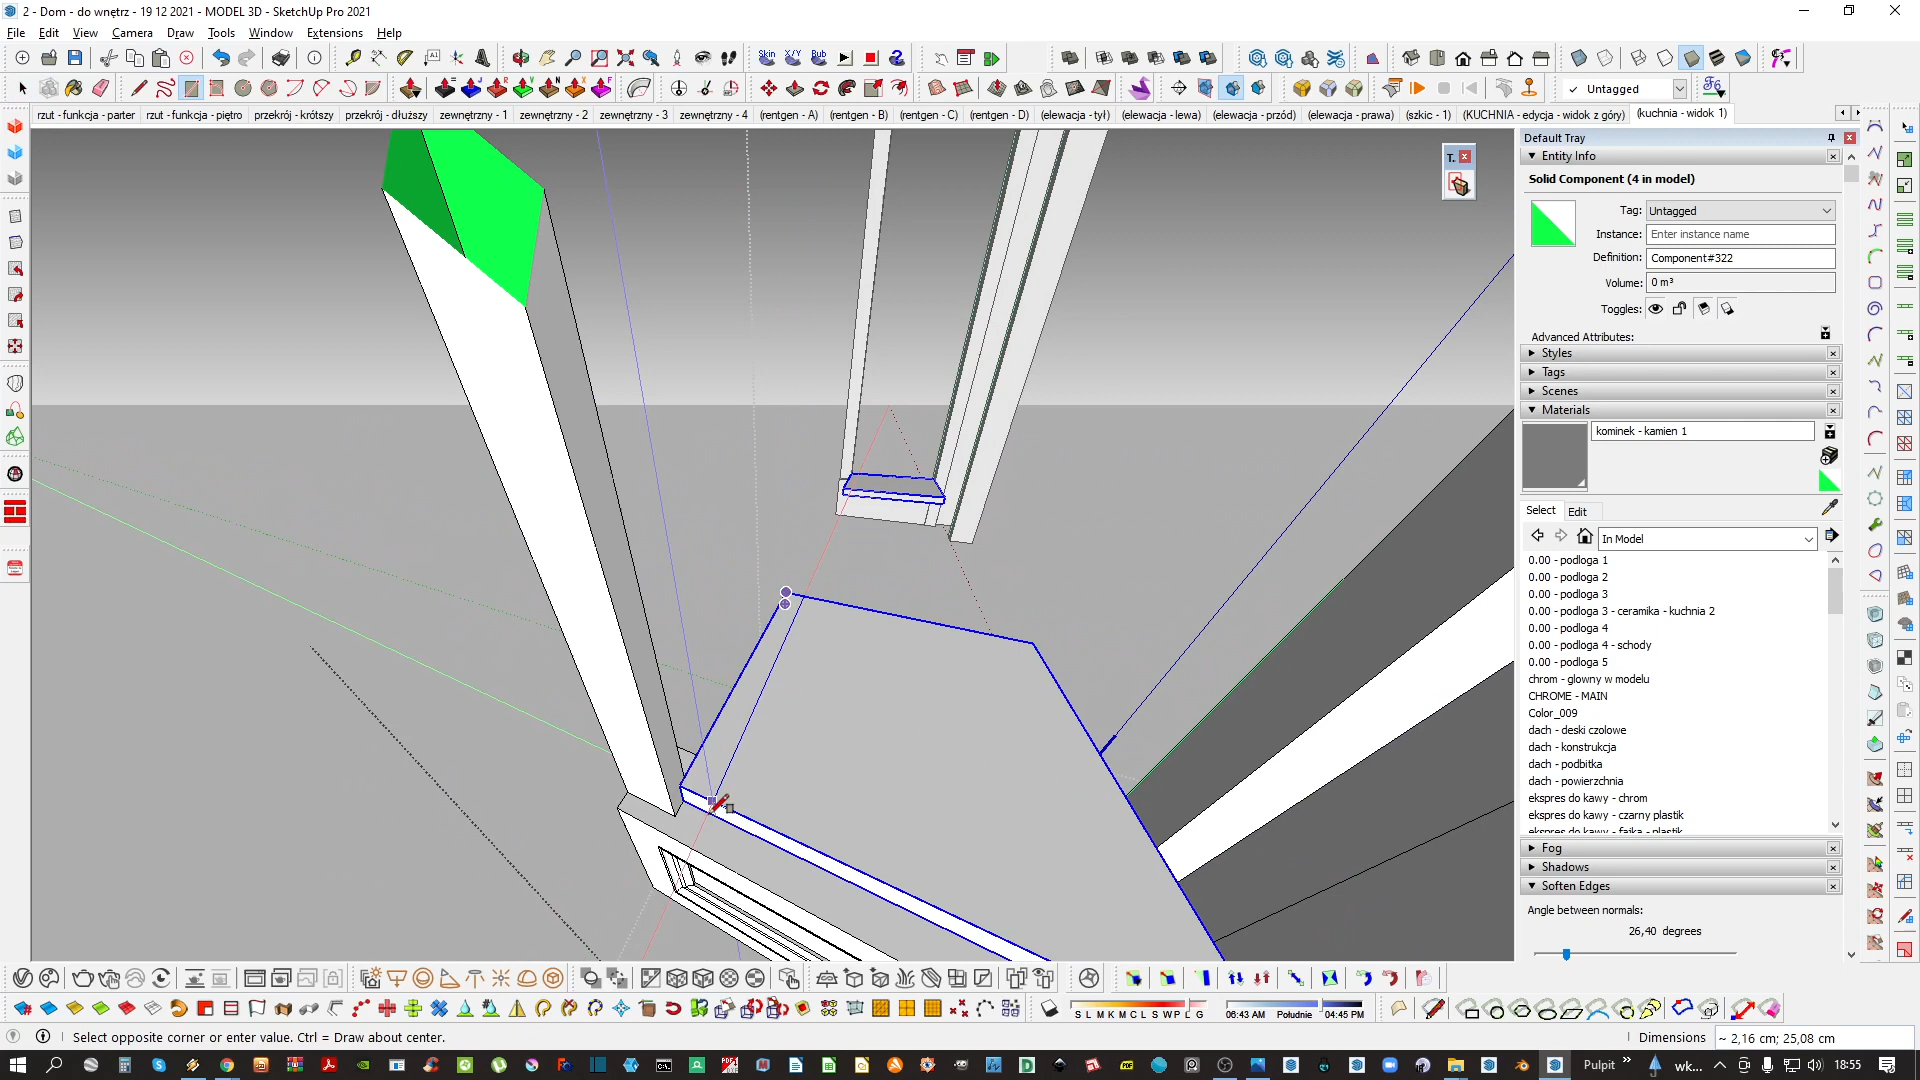 2 - Dom - do wnętrz - 19 12 2021 - MODEL 3D - SketchUp Pro 2021
File Edit View Camera Draw Tools Window Extensions Help
Skin X/Y Bub
Untagged
rzut - funkcja - parter rzut - funkcja - piętro przekrój - krótszy przekrój - dłuższy zewnętrzny - 1 zewnętrzny - 2 zewnętrzny - 3 zewnętrzny - 4 (rentgen - A) (rentgen - B) (rentgen - C) (rentgen - D) (elewacja - tył) (elewacja - lewa) (elewacja - przód) (elewacja - prawa) (szkic - 1) (KUCHNIA - edycja - widok z góry) (kuchnia - widok 1)
T.
Default Tray
Entity Info
Solid Component (4 in model)
Tag: Untagged
Instance: Enter instance name
Definition: Component#322
Volume: 0 m³
Toggles:
Advanced Attributes:
Styles
Tags
Scenes
Materials
kominek - kamien 1
Select Edit
In Model
0.00 - podloga 1
0.00 - podloga 2
0.00 - podloga 3
0.00 - podloga 3 - ceramika - kuchnia 2
0.00 - podloga 4
0.00 - podloga 4 - schody
0.00 - podloga 5
chrom - glowny w modelu
CHROME - MAIN
Color_009
dach - deski czolowe
dach - konstrukcja
dach - podbitka
dach - powierzchnia
ekspres do kawy - chrom
ekspres do kawy - czarny plastik
ekspres do kawy - fajka - plastik
Fog
Shadows
Soften Edges
Angle between normals:
26,40 degrees
06:43 AM Południe 04:45 PM
Select opposite corner or enter value. Ctrl = Draw about center.
Dimensions ~ 2,16 cm; 25,08 cm
Pulpit wk... 18:55